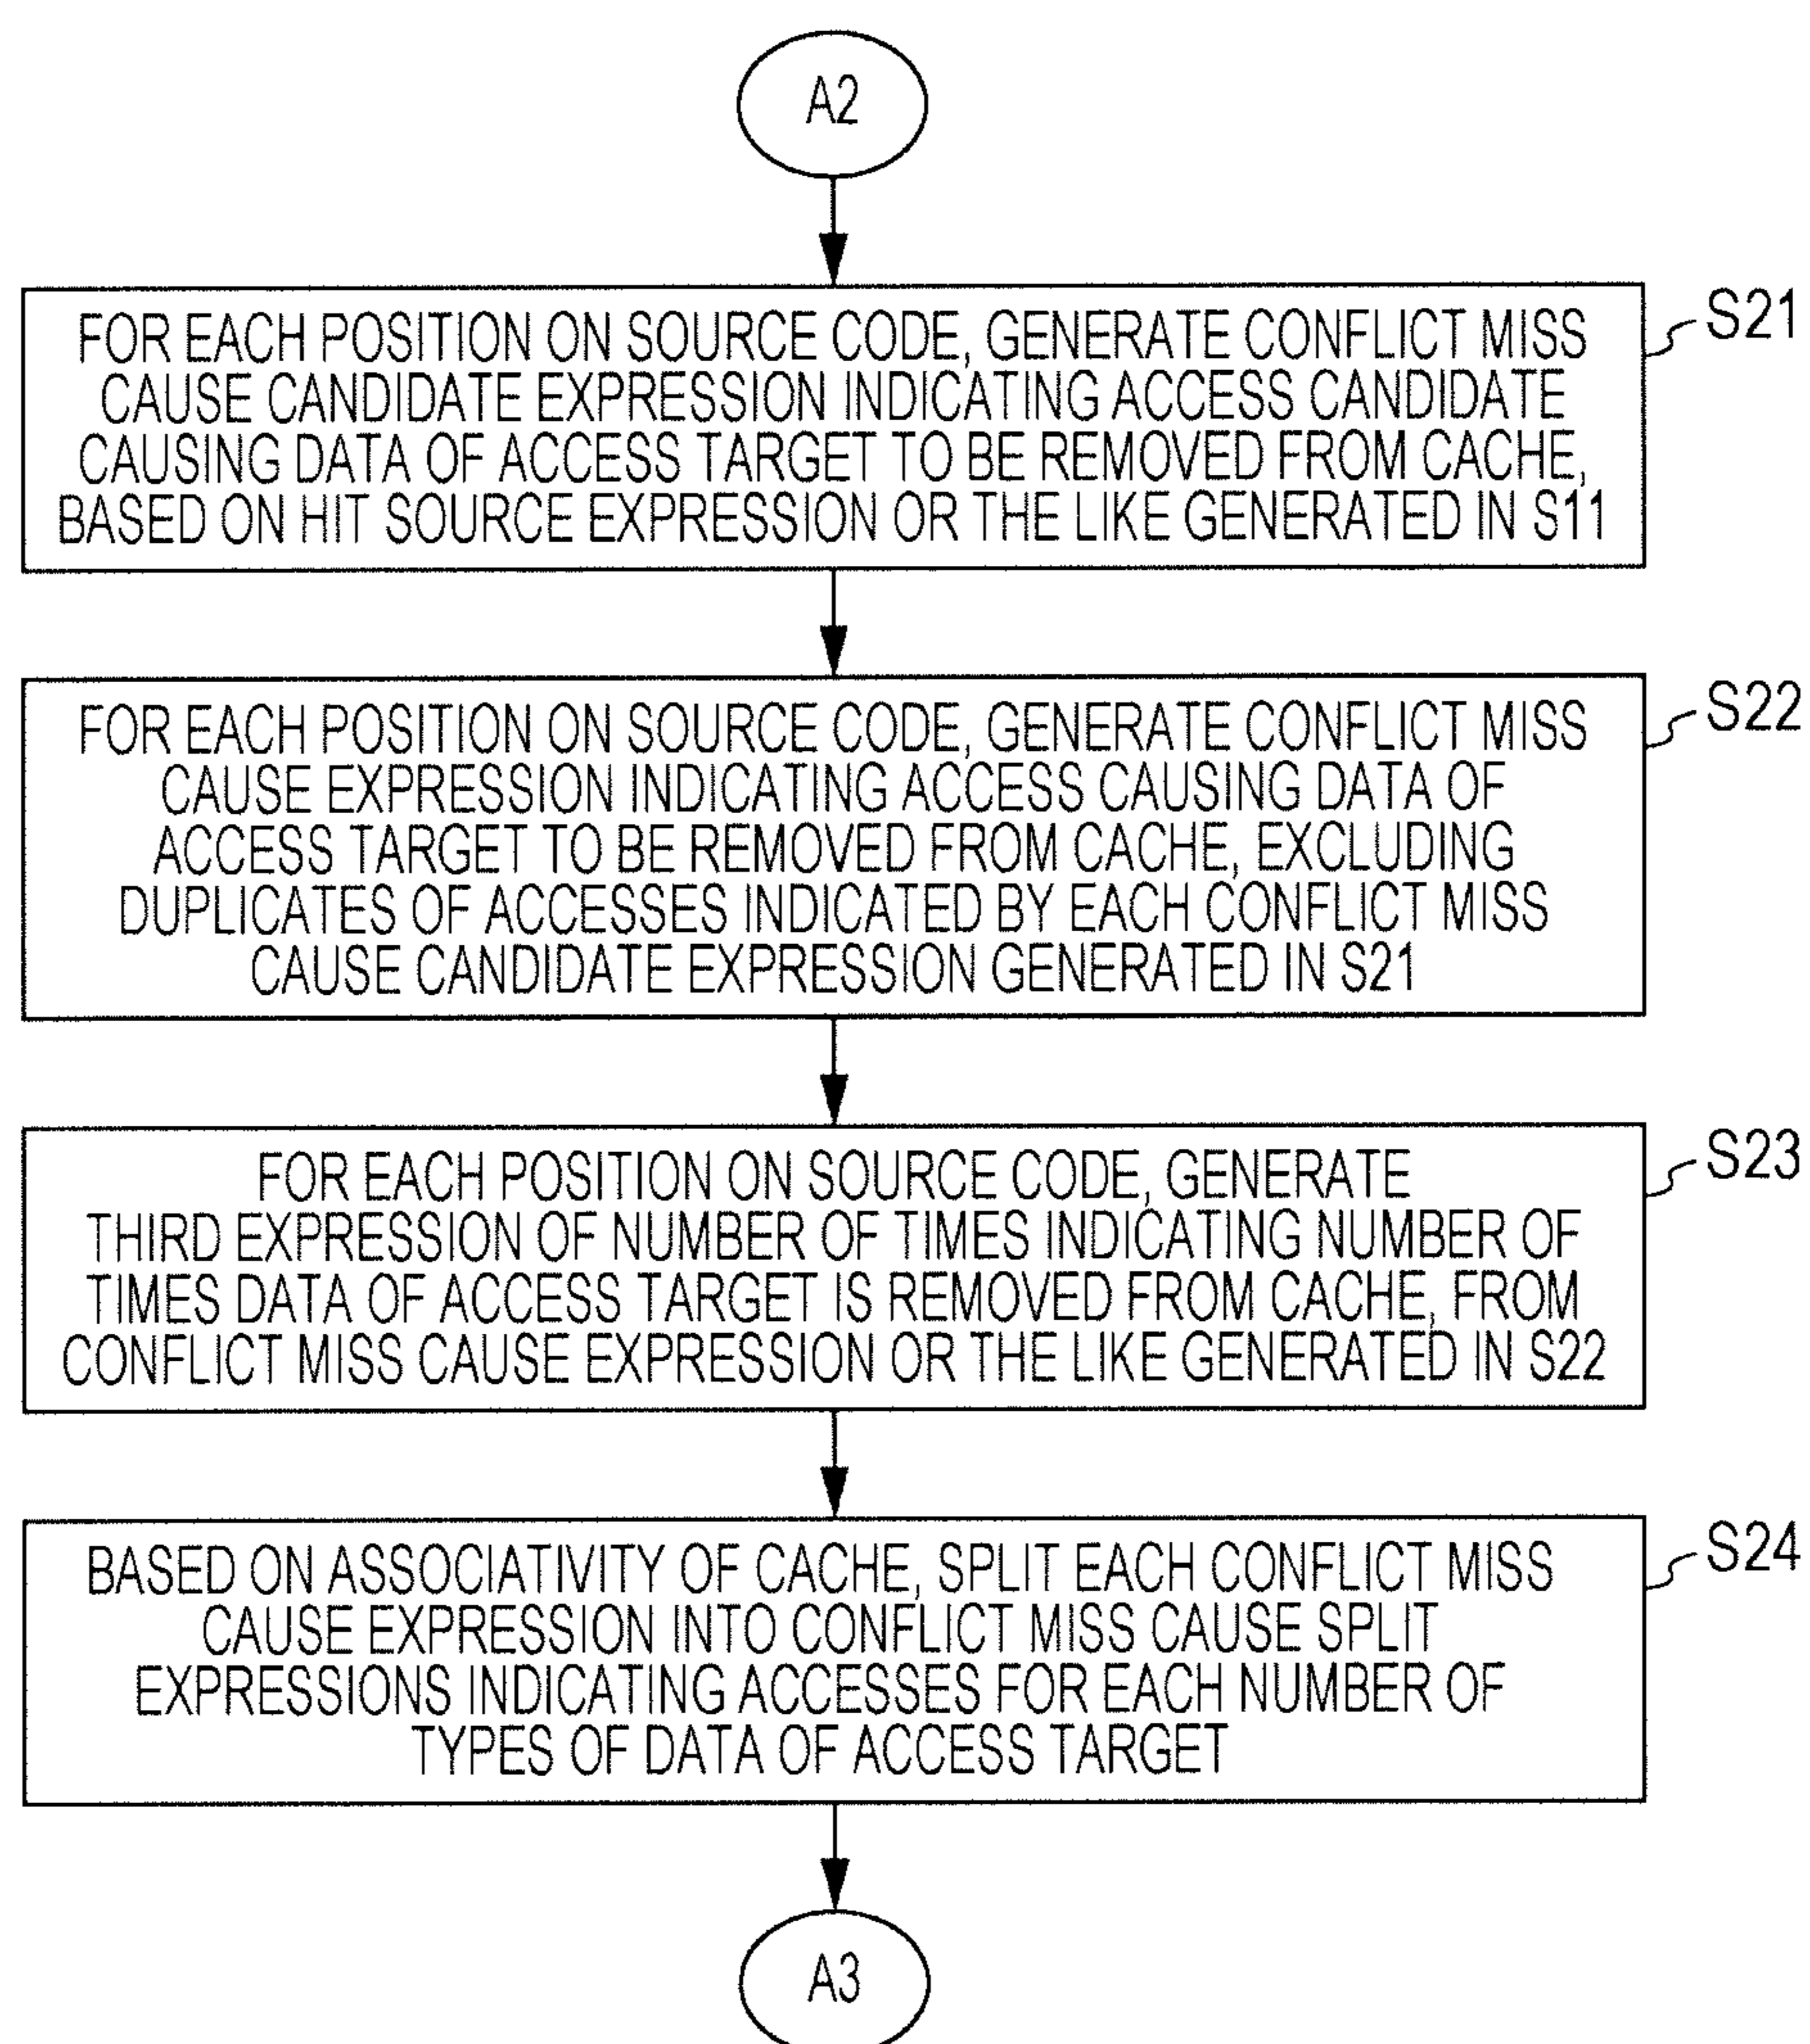 A2
FOR EACH POSITION ON SOURCE CODE, GENERATE CONFLICT MISS
CAUSE CANDIDATE EXPRESSION INDICATING ACCESS CANDIDATE
CAUSING DATA OF ACCESS TARGET TO BE REMOVED FROM CACHE,
BASED ON HIT SOURCE EXPRESSION OR THE LIKE GENERATED IN S11
S21
FOR EACH POSITION ON SOURCE CODE, GENERATE CONFLICT MISS
CAUSE EXPRESSION INDICATING ACCESS CAUSING DATA OF
ACCESS TARGET TO BE REMOVED FROM CACHE, EXCLUDING
DUPLICATES OF ACCESSES INDICATED BY EACH CONFLICT MISS
CAUSE CANDIDATE EXPRESSION GENERATED IN S21
S22
FOR EACH POSITION ON SOURCE CODE, GENERATE
THIRD EXPRESSION OF NUMBER OF TIMES INDICATING NUMBER OF
TIMES DATA OF ACCESS TARGET IS REMOVED FROM CACHE, FROM
CONFLICT MISS CAUSE EXPRESSION OR THE LIKE GENERATED IN S22
S23
BASED ON ASSOCIATIVITY OF CACHE, SPLIT EACH CONFLICT MISS
CAUSE EXPRESSION INTO CONFLICT MISS CAUSE SPLIT
EXPRESSIONS INDICATING ACCESSES FOR EACH NUMBER OF
TYPES OF DATA OF ACCESS TARGET
S24
A3